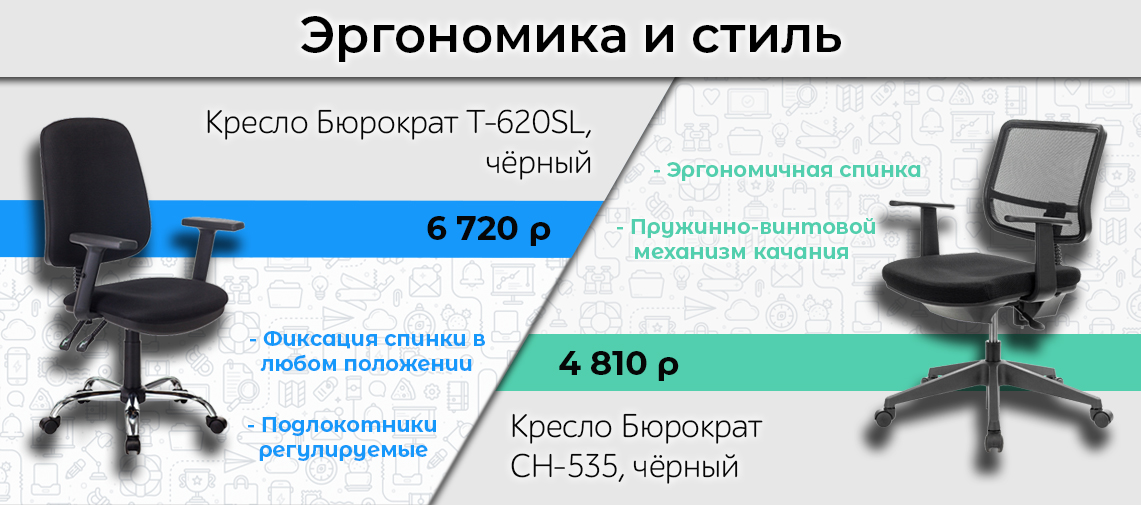 Эргономика и стиль
Кресло Бюрократ T-620SL,
чёрный
6 720 р
- Фиксация спинки в
любом положении
- Подлокотники
регулируемые
- Эргономичная спинка
- Пружинно-винтовой
механизм качания
4 810 р
Кресло Бюрократ
CH-535, чёрный